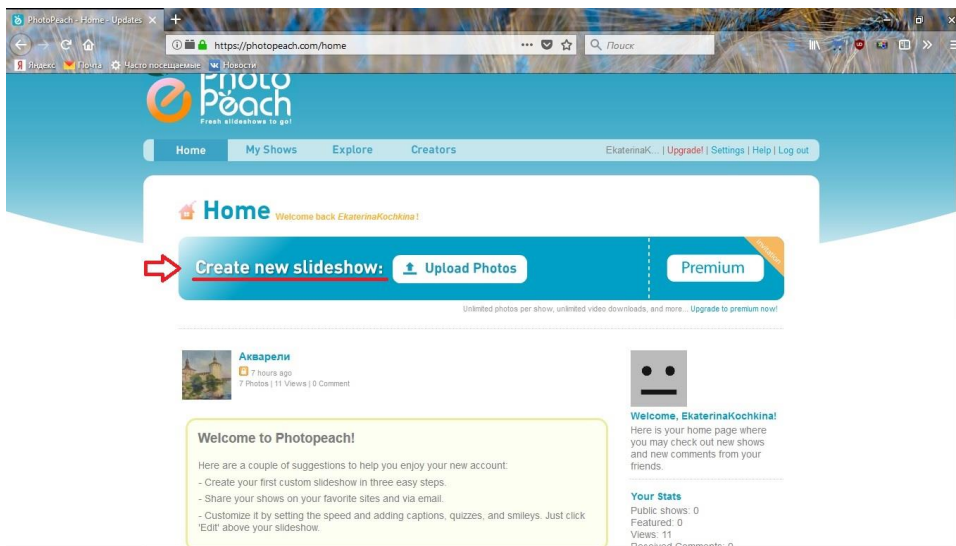 PhotoPeach - Home - Updates
https://photopeach.com/home
Поиск
Яндекс Почта Часто посещаемые Новости
Photo
Peach
Fresh slideshows to go!
Home My Shows Explore Creators EkaterinaK... | Upgrade! | Settings | Help | Log out
Home Welcome back EkaterinaKochkina !
Create new slideshow: Upload Photos Premium
invitation
Unlimited photos per show, unlimited video downloads, and more... Upgrade to premium now!
Акварели
7 hours ago
7 Photos | 11 Views | 0 Comment
Welcome to Photopeach!
Here are a couple of suggestions to help you enjoy your new account:
- Create your first custom slideshow in three easy steps.
- Share your shows on your favorite sites and via email.
- Customize it by setting the speed and adding captions, quizzes, and smileys. Just click
'Edit' above your slideshow.
Welcome, EkaterinaKochkina!
Here is your home page where
you may check out new shows
and new comments from your
friends.
Your Stats
Public shows: 0
Featured: 0
Views: 11
Received Comments: 0